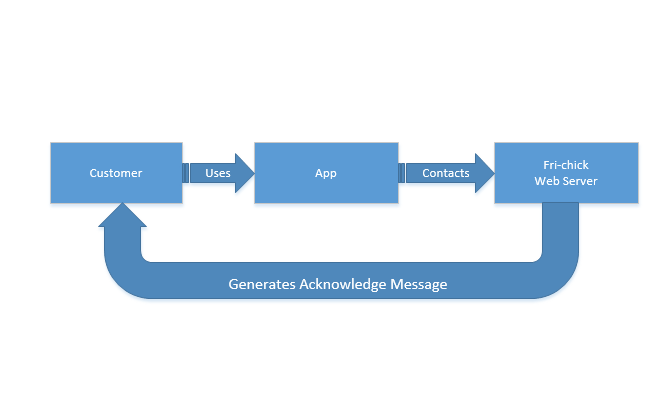 Customer
Uses
App
Contacts
Fri-chick
Web Server
Generates Acknowledge Message